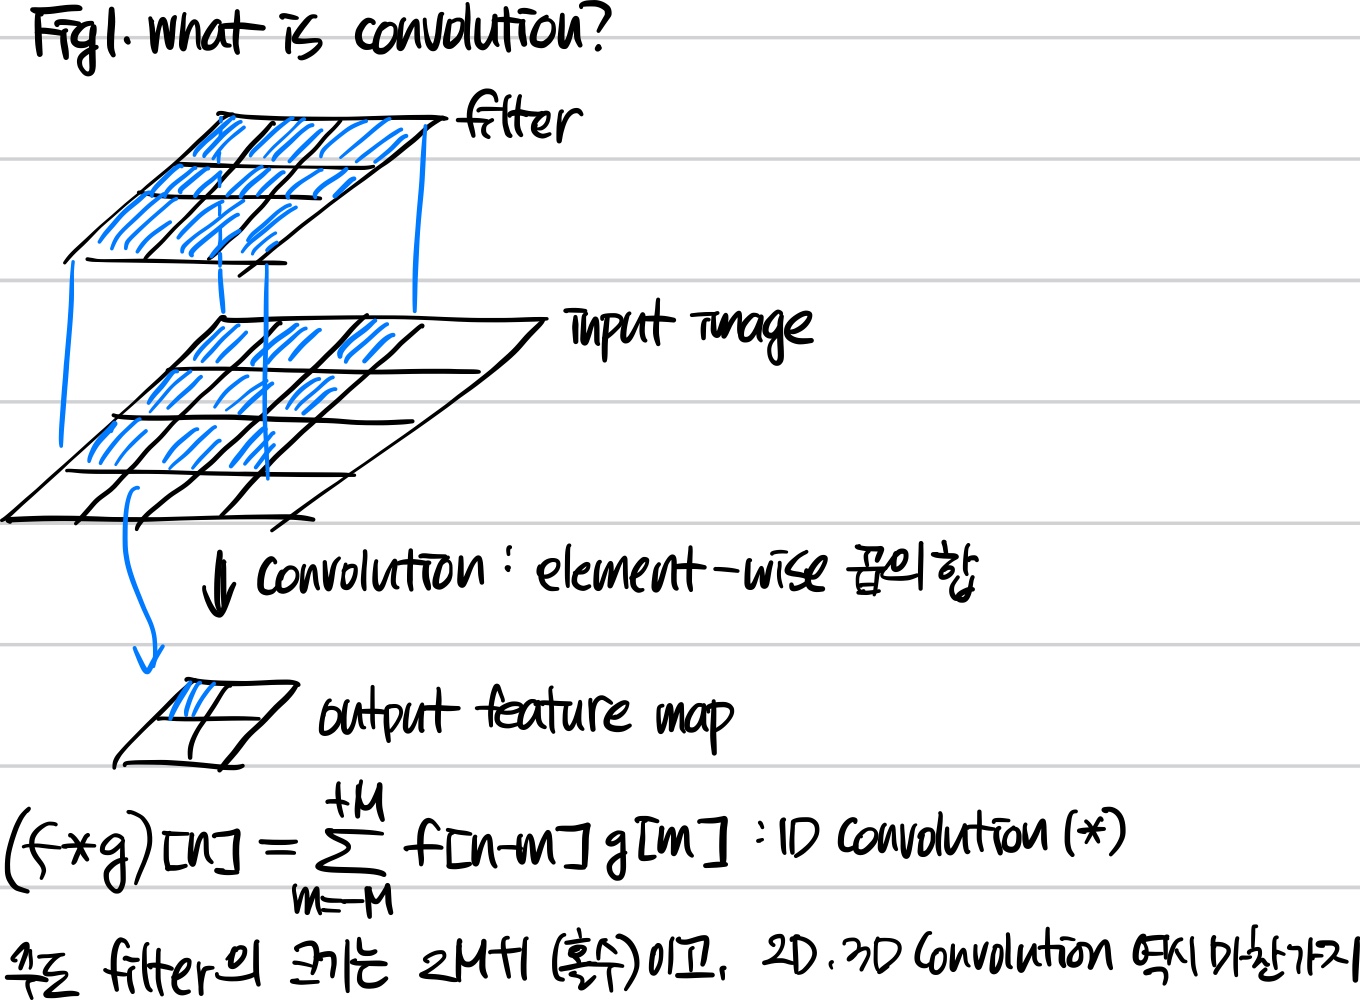 Fig1. What is convolution?
filter
input image
convolution : element-wise 곱의 합
output feature map
+M
(f*g)[n] = ∑ f[n-m] g[m] : 1D Convolution (*)
m=-M
주로 filter의 크기는 2M+1 (홀수)이고, 2D, 3D Convolution 역시 마찬가지